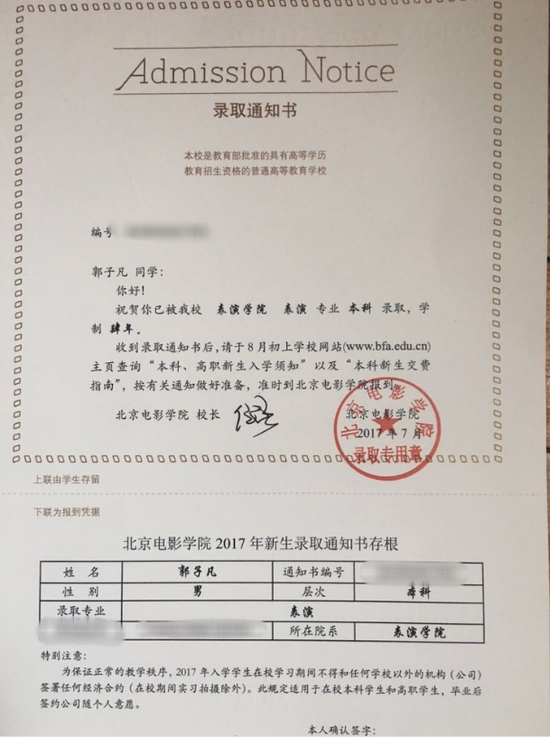 Admission Notice
录取通知书
本校是教育部批准的具有高等学历
教育招生资格的普通高等教育学校
编号
郭子凡 同学：
你好！
祝贺你已被我校 表演学院 表演 专业 本科 录取，学
制 肆年。
收到录取通知书后，请于8月初上学校网站(www.bfa.edu.cn)
主页查询“本科、高职新生入学须知”以及“本科新生交费
指南”，按有关通知做好准备，准时到北京电影学院报到。
北京电影学院 校长
北京电影学院
2017年7月
北京电影学院
录取专用章
上联由学生存留
下联为报到凭据
北京电影学院 2017 年新生录取通知书存根
姓 名 郭子凡 通知书编号
性 别 男 层次 本科
录取专业 表演
所在院系 表演学院
特别注意：
为保证正常的教学秩序，2017 年入学学生在校学习期间不得和任何学校以外的机构（公司）
签署任何经济合约（在校期间实习拍摄除外）。此规定适用于在校本科学生和高职学生，毕业后
签约公司随个人意愿。
本人确认签字：